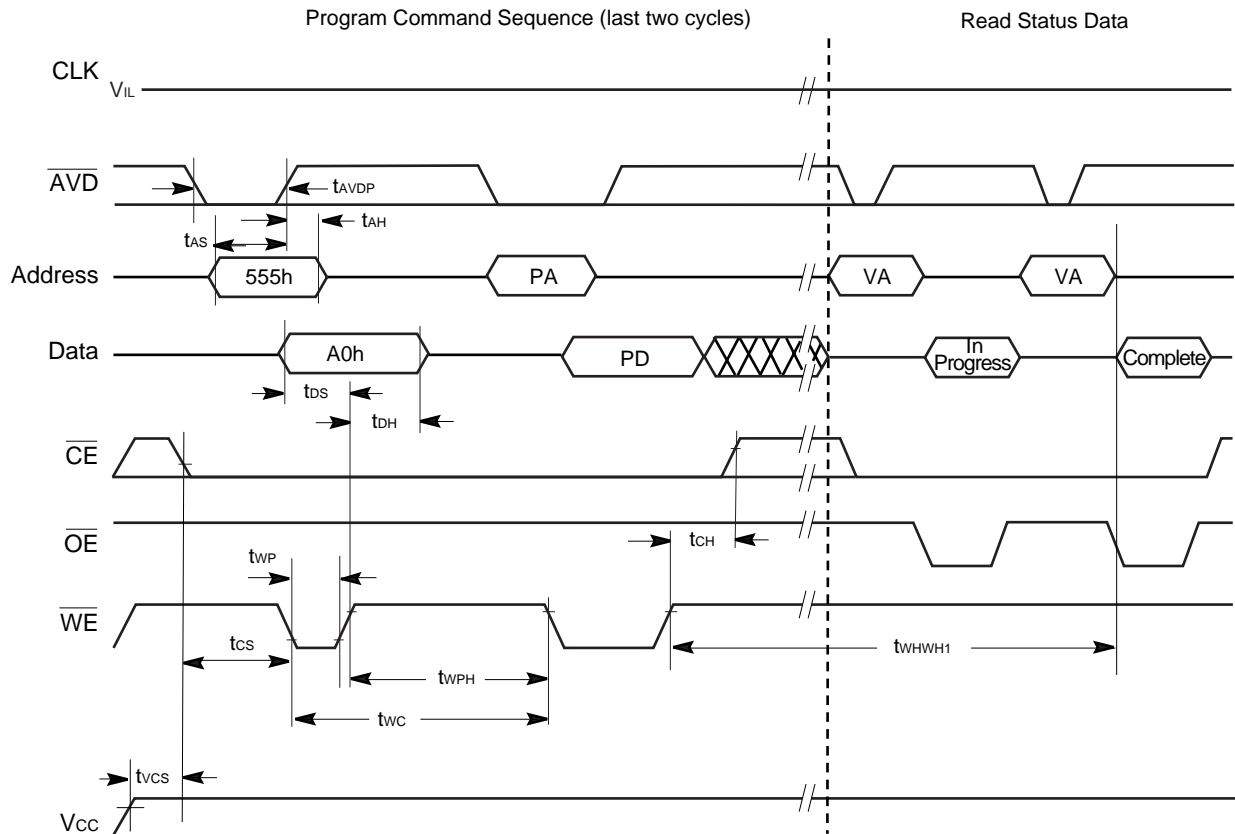 Program Command Sequence (last two cycles)
Read Status Data
CLK
VIL
AVD
tAVDP
tAH
tAS
Address
555h
PA
VA
VA
Data
A0h
PD
In
Progress
Complete
tDS
tDH
CE
OE
tCH
tWP
WE
tCS
tWHWH1
tWPH
tWC
tVCS
VCC